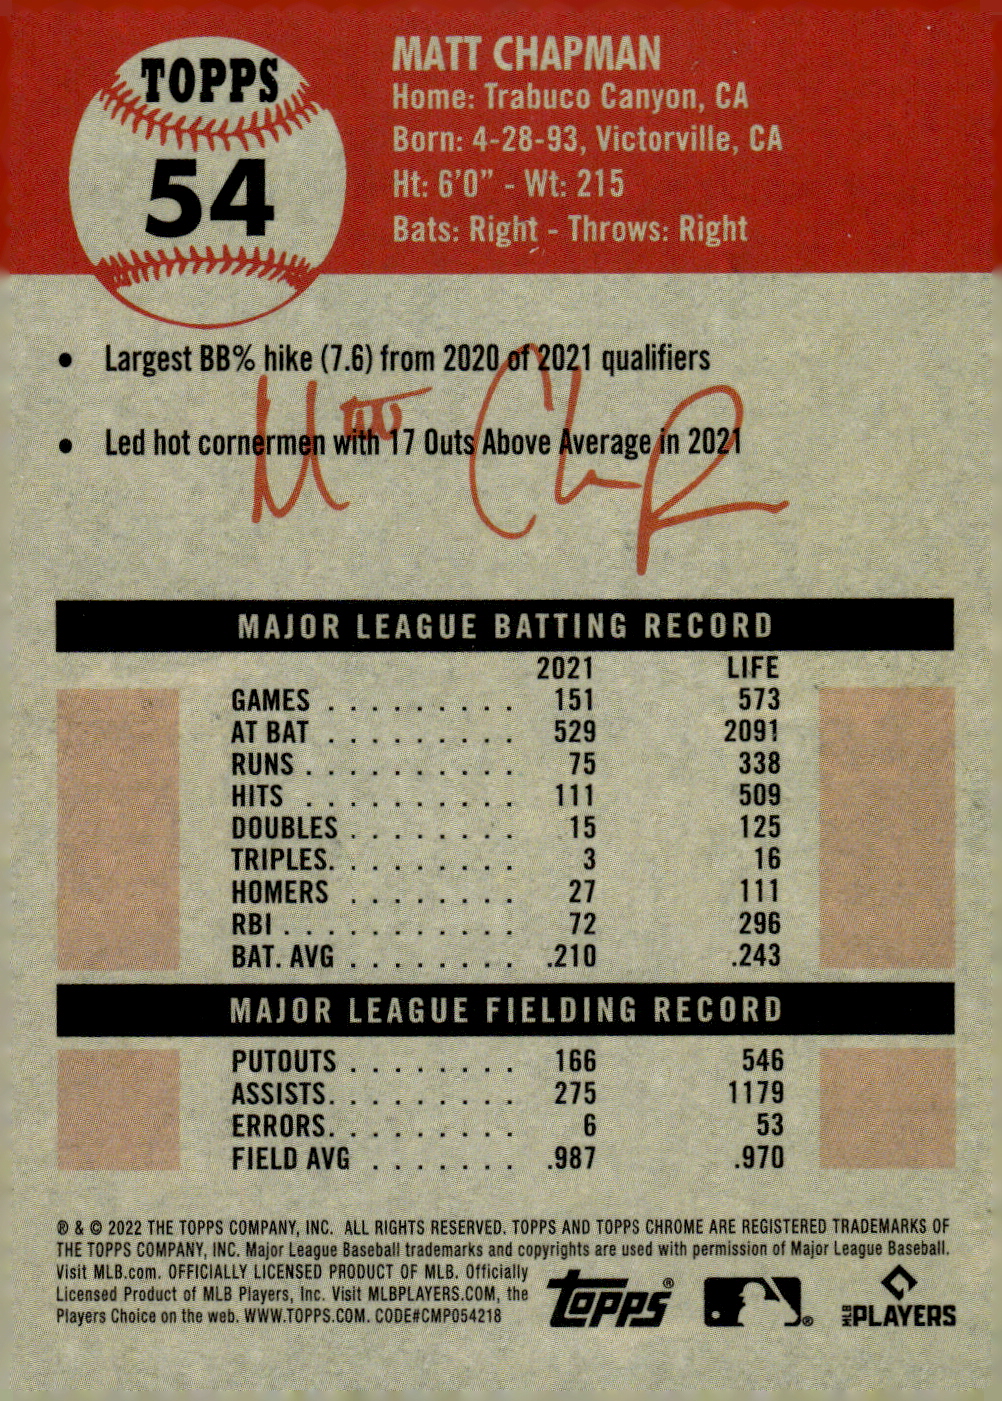 TOPPS
54
MATT CHAPMAN
Home: Trabuco Canyon, CA
Born: 4-28-93, Victorville, CA
Ht: 6'0" - Wt: 215
Bats: Right - Throws: Right
• Largest BB% hike (7.6) from 2020 of 2021 qualifiers
• Led hot cornermen with 17 Outs Above Average in 2021
Matt Chap
MAJOR LEAGUE BATTING RECORD
2021 LIFE
GAMES . . . . . . . . . 151 573
AT BAT . . . . . . . . . 529 2091
RUNS . . . . . . . . . . 75 338
HITS . . . . . . . . . . 111 509
DOUBLES . . . . . . . . 15 125
TRIPLES. . . . . . . . . 3 16
HOMERS . . . . . . . . 27 111
RBI . . . . . . . . . . . 72 296
BAT. AVG . . . . . . . . .210 .243
MAJOR LEAGUE FIELDING RECORD
PUTOUTS . . . . . . . . 166 546
ASSISTS. . . . . . . . . 275 1179
ERRORS. . . . . . . . . 6 53
FIELD AVG . . . . . . . .987 .970
® & © 2022 THE TOPPS COMPANY, INC. ALL RIGHTS RESERVED. TOPPS AND TOPPS CHROME ARE REGISTERED TRADEMARKS OF
THE TOPPS COMPANY, INC. Major League Baseball trademarks and copyrights are used with permission of Major League Baseball.
Visit MLB.com. OFFICIALLY LICENSED PRODUCT OF MLB. Officially
Licensed Product of MLB Players, Inc. Visit MLBPLAYERS.COM, the
Players Choice on the web. WWW.TOPPS.COM. CODE#CMP054218
Topps®
®
MLB PLAYERS